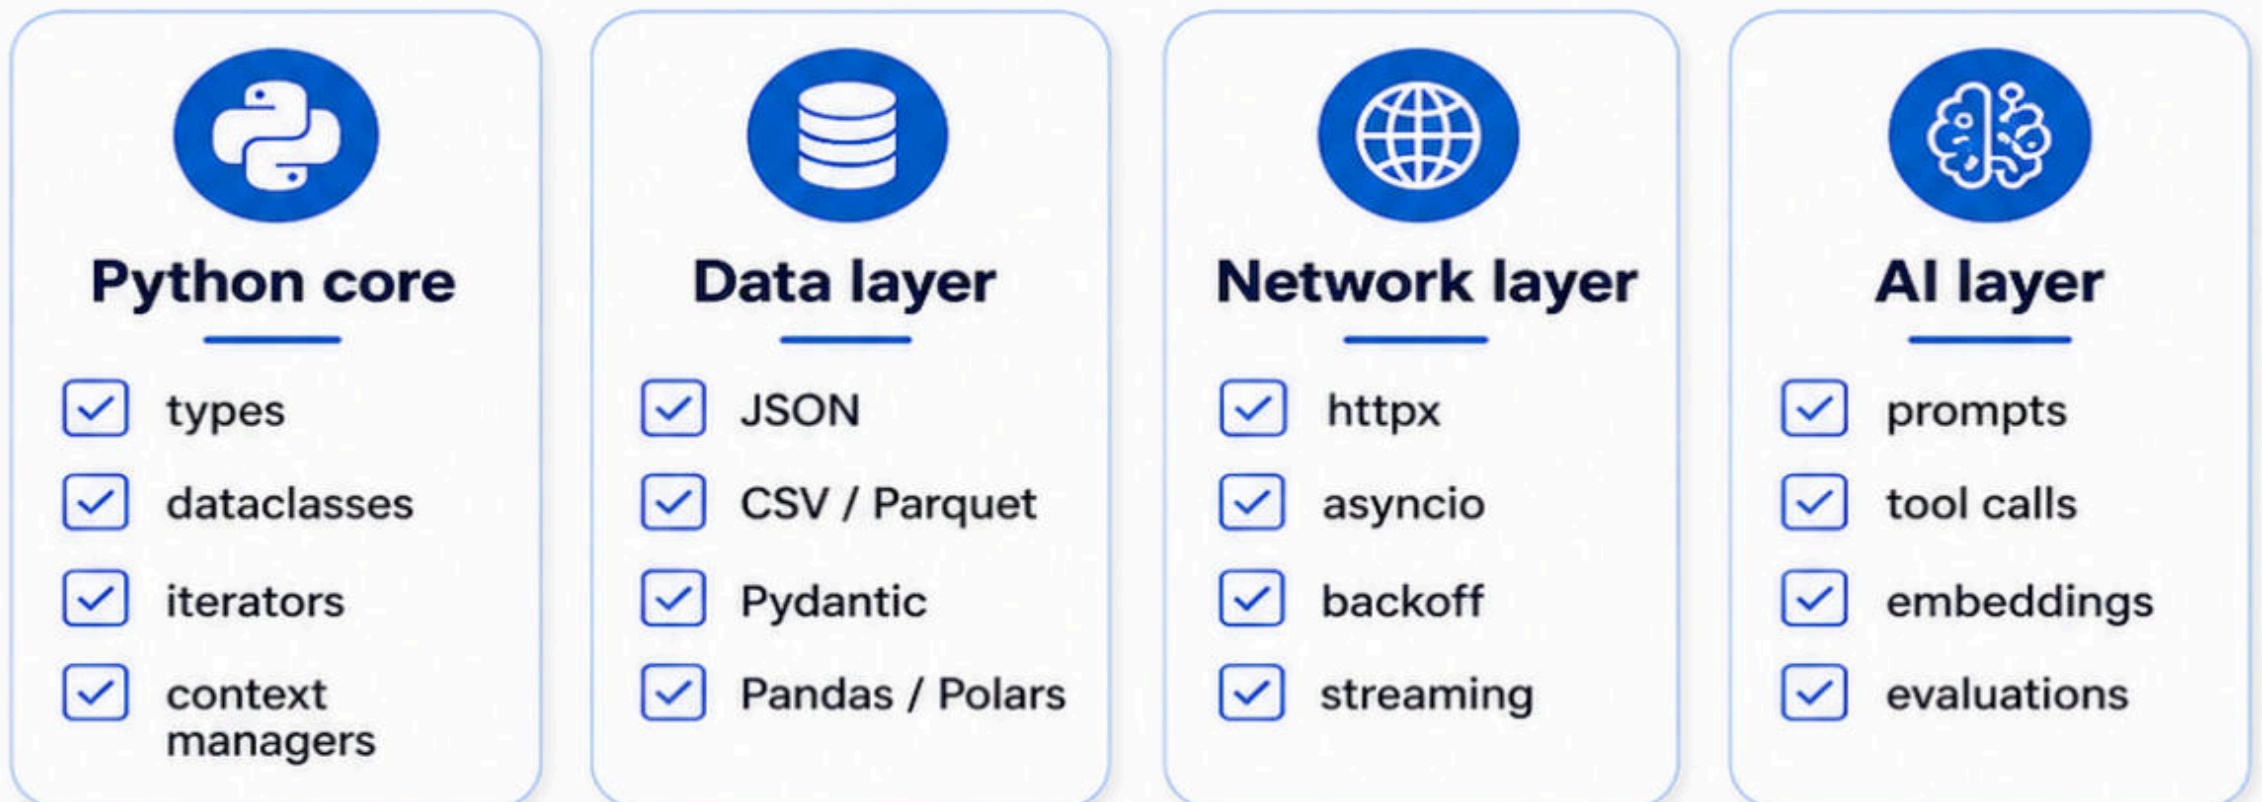 Python core
types
dataclasses
iterators
context
managers
Data layer
JSON
CSV / Parquet
Pydantic
Pandas / Polars
Network layer
httpx
asyncio
backoff
streaming
AI layer
prompts
tool calls
embeddings
evaluations